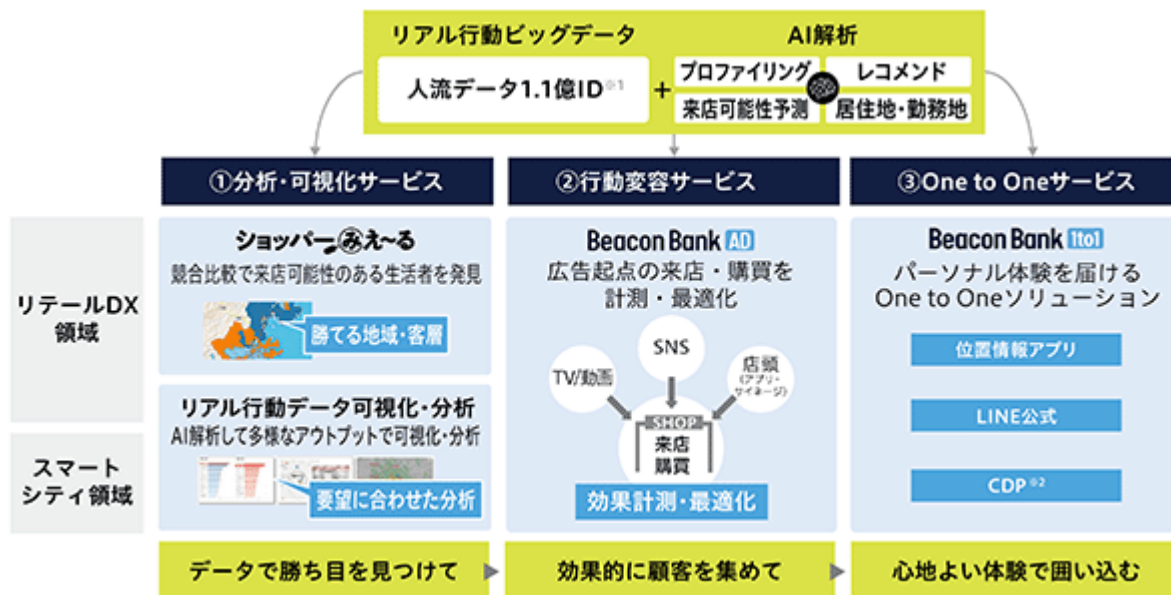 リアル行動ビッグデータ
人流データ1.1億ID※1
+
AI解析
プロファイリング
レコメンド
来店可能性予測
居住地・勤務地
①分析・可視化サービス
②行動変容サービス
③One to Oneサービス
リテールDX
領域
スマート
シティ領域
ショッパーみえ~る
競合比較で来店可能性のある生活者を発見
勝てる地域・客層
リアル行動データ可視化・分析
AI解析して多様なアウトプットで可視化・分析
要望に合わせた分析
Beacon Bank AD
広告起点の来店・購買を
計測・最適化
TV/動画
SNS
店頭
(アプリ・
サイネージ)
SHOP
来店
購買
効果計測・最適化
Beacon Bank 1to1
パーソナル体験を届ける
One to Oneソリューション
位置情報アプリ
LINE公式
CDP※2
データで勝ち目を見つけて
効果的に顧客を集めて
心地よい体験で囲い込む